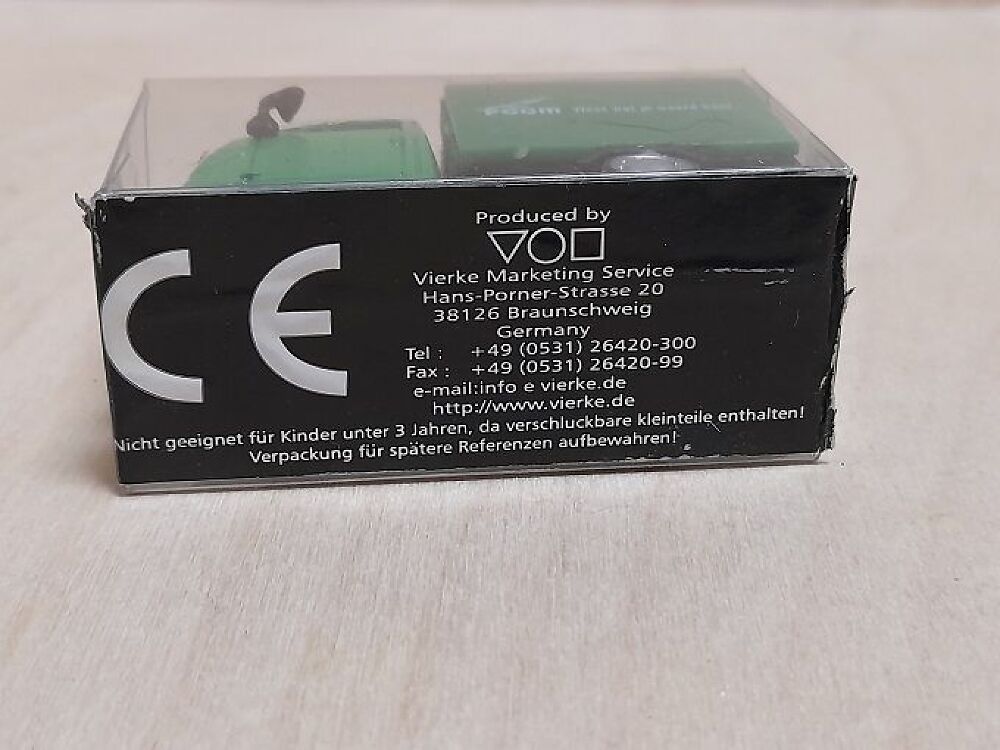 Foom
CE
Produced by
Vierke Marketing Service
Hans-Porner-Strasse 20
38126 Braunschweig
Germany
Tel : +49 (0531) 26420-300
Fax : +49 (0531) 26420-99
e-mail:info e vierke.de
http://www.vierke.de
Nicht geeignet für Kinder unter 3 Jahren, da verschluckbare kleinteile enthalten!
Verpackung für spätere Referenzen aufbewahren!